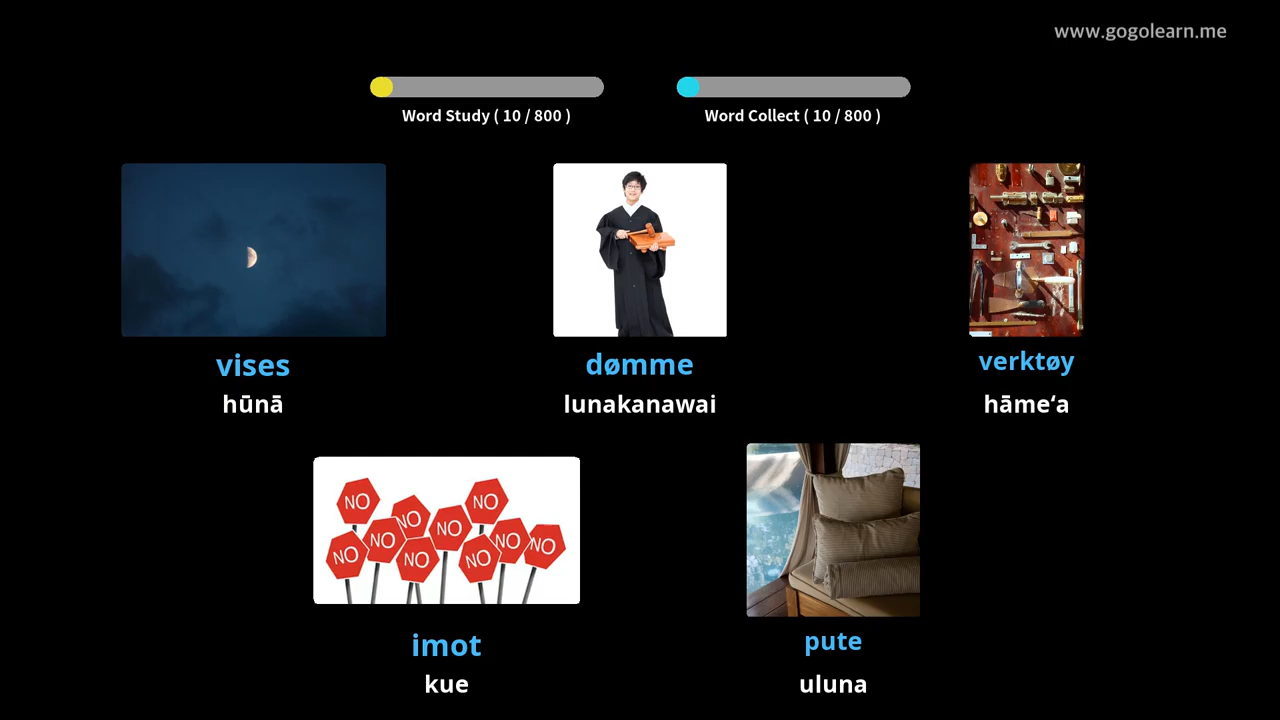 www.gogolearn.me
Word Study ( 10 / 800 )
Word Collect ( 10 / 800 )
vises
hūnā
dømme
lunakanawai
verktøy
hāmeʻa
NO
NO
NO
NO
NO
NO
NO
NO
NO
NO
imot
kue
pute
uluna